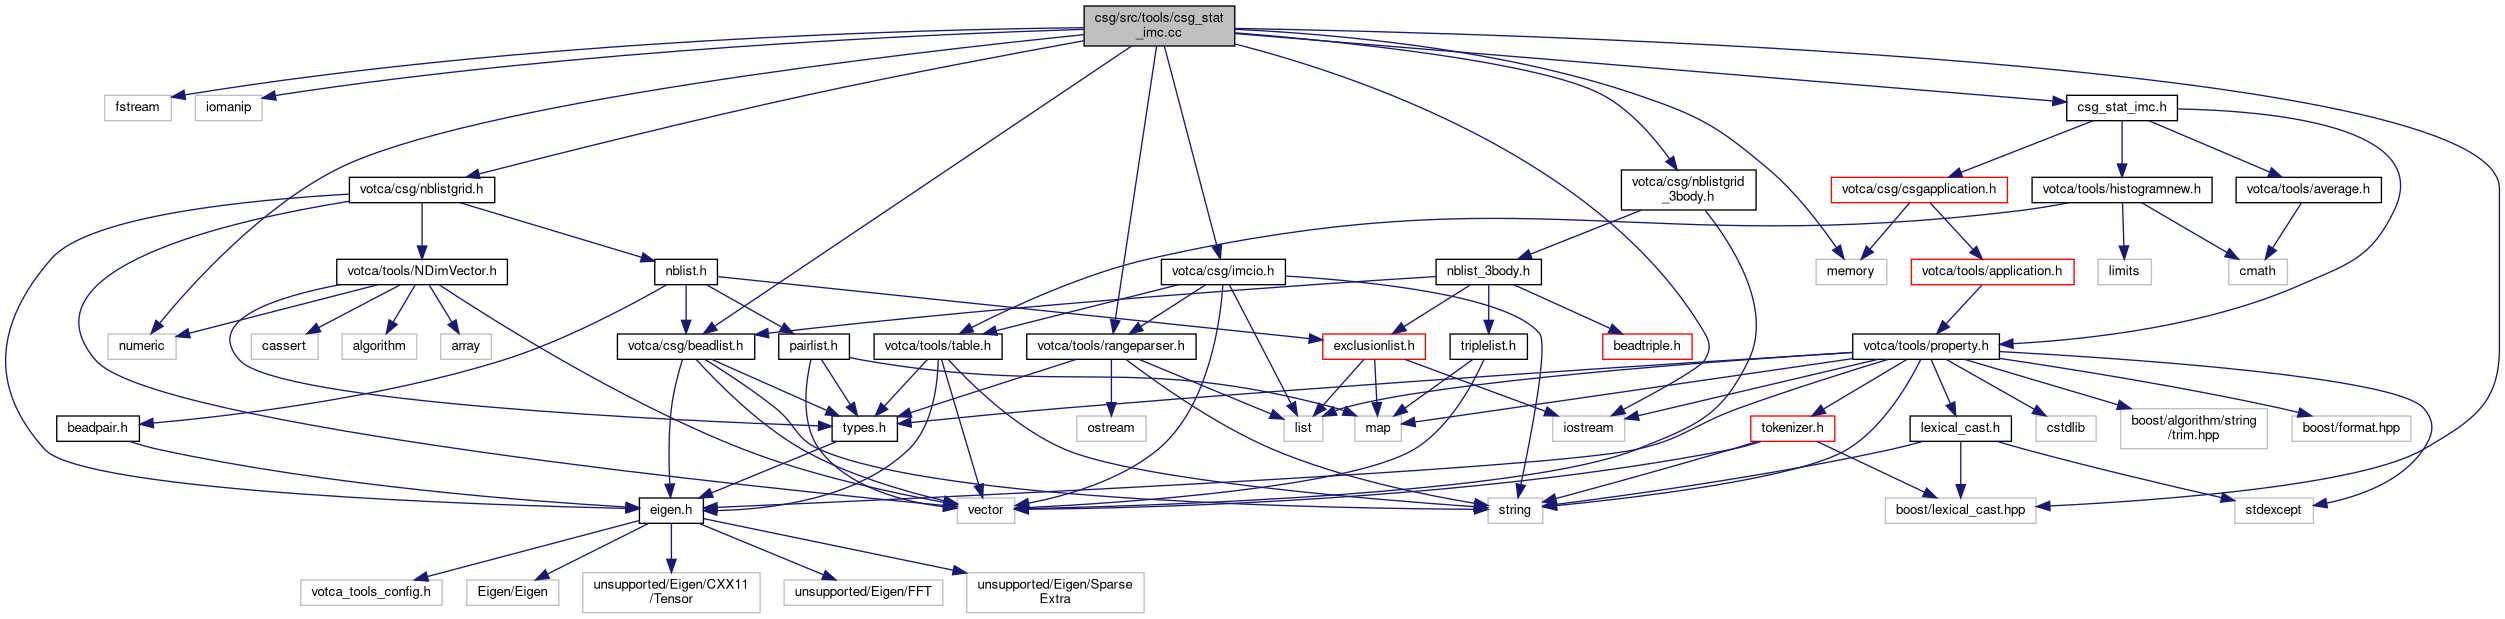 csg/src/tools/csg_stat
_imc.cc
fstream
iomanip
csg_stat_imc.h
votca/csg/nblistgrid.h
votca/csg/nblistgrid
_3body.h
votca/csg/csgapplication.h
votca/tools/histogramnew.h
votca/tools/average.h
votca/tools/NDimVector.h
nblist.h
votca/csg/imcio.h
nblist_3body.h
memory
votca/tools/application.h
limits
cmath
numeric
cassert
algorithm
array
votca/csg/beadlist.h
pairlist.h
votca/tools/table.h
votca/tools/rangeparser.h
exclusionlist.h
triplelist.h
beadtriple.h
votca/tools/property.h
beadpair.h
types.h
ostream
list
map
iostream
tokenizer.h
lexical_cast.h
cstdlib
boost/algorithm/string
/trim.hpp
boost/format.hpp
eigen.h
vector
string
boost/lexical_cast.hpp
stdexcept
votca_tools_config.h
Eigen/Eigen
unsupported/Eigen/CXX11
/Tensor
unsupported/Eigen/FFT
unsupported/Eigen/Sparse
Extra